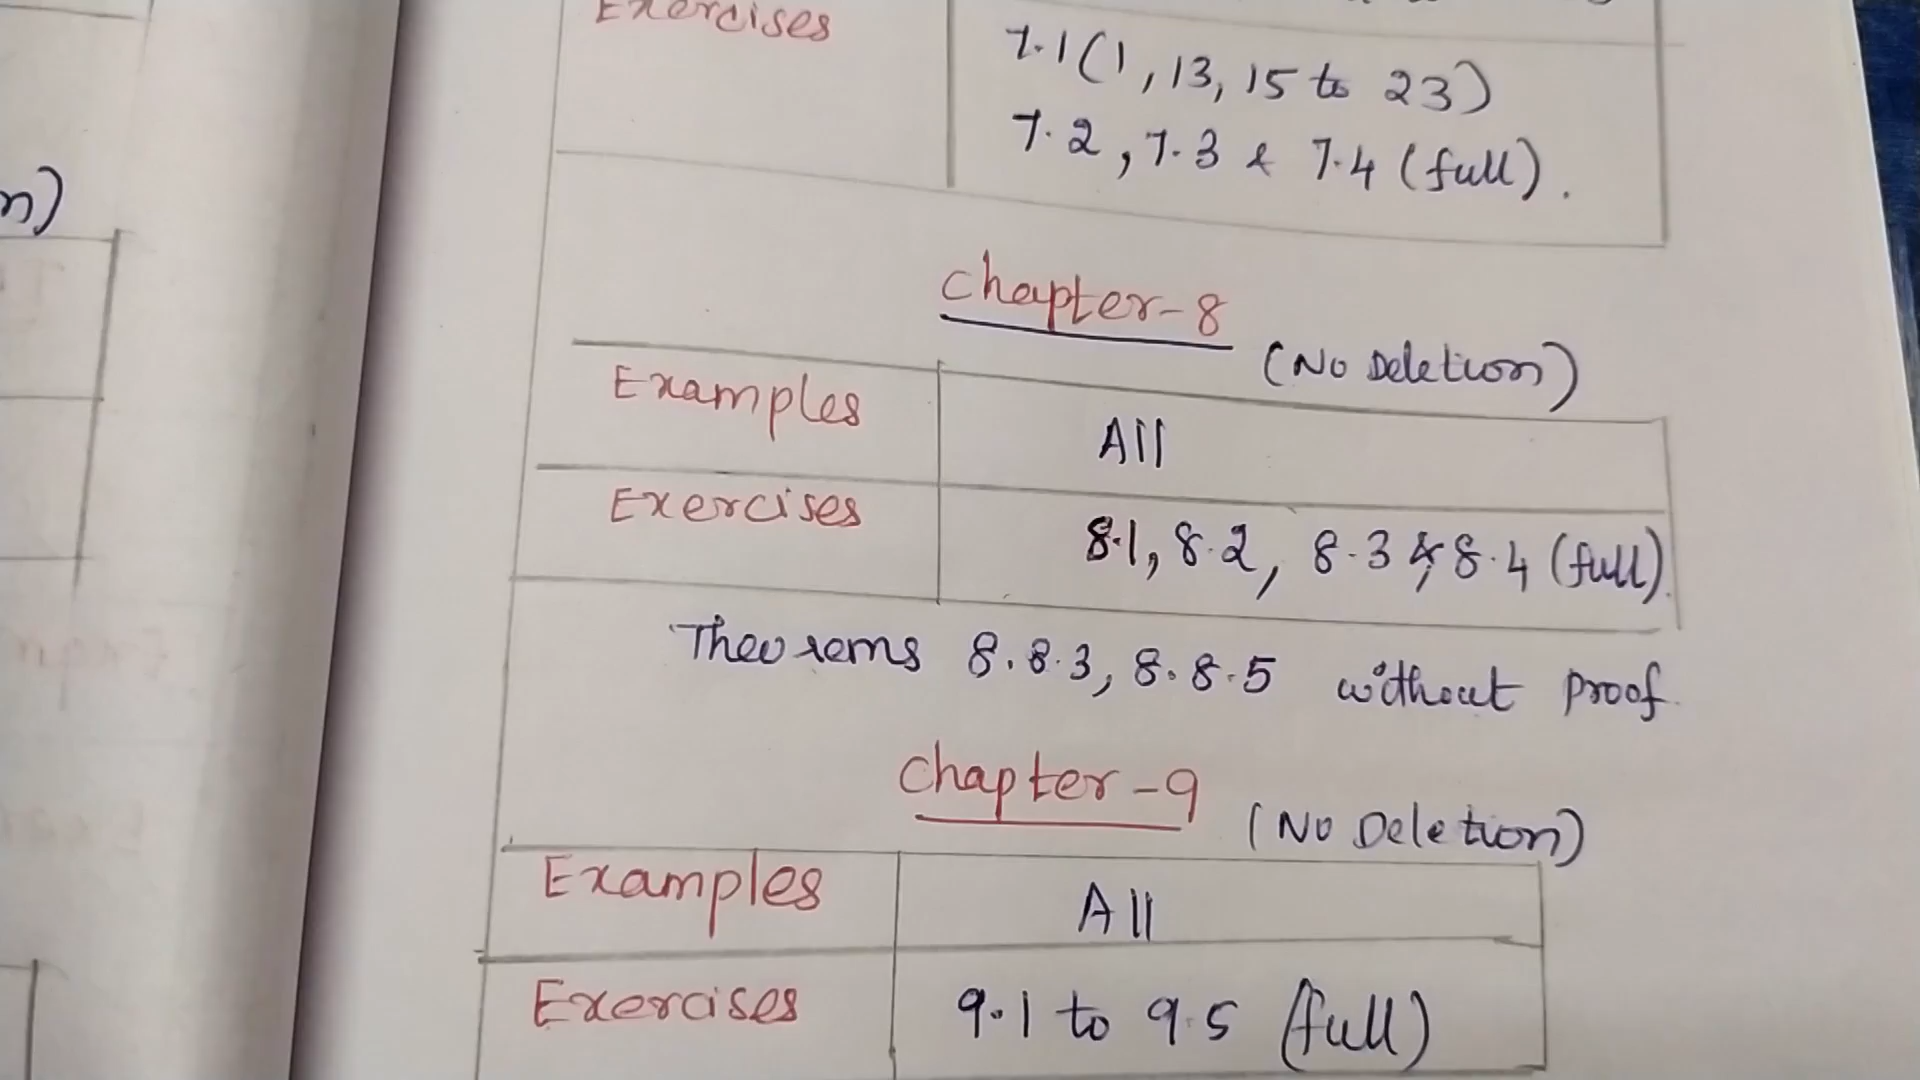 Exercises
7.1(1, 13, 15 to 23)
7.2, 7.3 & 7.4 (full).
n)
Chapter-8
(No Deletion)
Examples
All
Exercises
8.1, 8.2, 8.3 & 8.4 (full).
Theorems 8.8.3, 8.8.5 without proof.
Chapter-9
(No Deletion)
Examples
All
Exercises
9.1 to 9.5 (full)